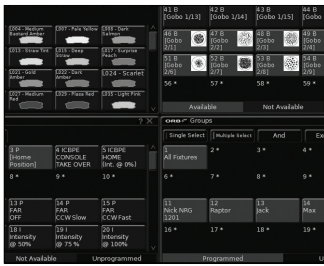 L004 - Medium Bastard Amber
L007 - Pale Yellow
L008 - Dark Salmon
L013 - Straw Tint
L015 - Deep Straw
L017 - Surprise Peach
L021 - Gold Amber
L022 - Dark Amber
L024 - Scarlet
L027 - Medium Red
L029 - Plasa Red
L035 - Light Pink
41 B
[Gobo 1/13]
42 B
[Gobo 1/14]
43 B
[Gobo 1/15]
44 B
[Gobo
46 B
[Gobo 2/1]
47 B
[Gobo 2/2]
48 B
[Gobo 2/3]
49 B
[Gobo 2/4]
51 B
[Gobo 2/6]
52 B
[Gobo 2/7]
53 B
[Gobo 2/8]
54 B
[Gobo 2/9]
56 *
57 *
58 *
59 *
Available
Not Available
? X
3 P
[Home Position]
4 ICBPE
CONSOLE
TAKE OVER
5 ICBPE
HOME
(Int. @ 0%)
8 *
9 *
10 *
13 P
FAR
OFF
14 P
FAR
CCW Slow
15 P
FAR
CCW Fast
18 I
Intensity
@ 50%
19 I
Intensity
@ 75 %
20 I
Intensity
@ 100%
Not Available
Unprogrammed
ORB Groups
Single Select
Multiple Select
And
1
All Fixtures
2 *
3 *
4 *
6 *
7 *
8 *
9 *
11
Nick NRG
1201
12
Raptor
13
Jack
14
Max
16 *
17 *
18 *
19 *
Programmed